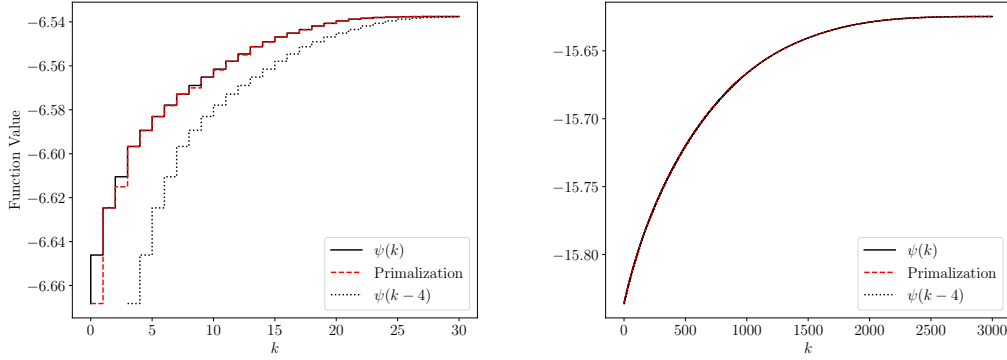 Function Value
−6.54
−6.56
−6.58
−6.60
−6.62
−6.64
−6.66
0 5 10 15 20 25 30
k
ψ(k)
Primalization
ψ(k − 4)
−15.65
−15.70
−15.75
−15.80
0 500 1000 1500 2000 2500 3000
k
ψ(k)
Primalization
ψ(k − 4)